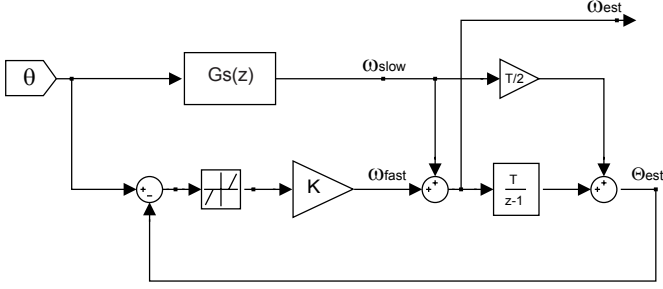 ωest
θ
Gs(z)
ωslow
T/2
+
−
K
ωfast
+
+
T
z-1
+
+
Θest